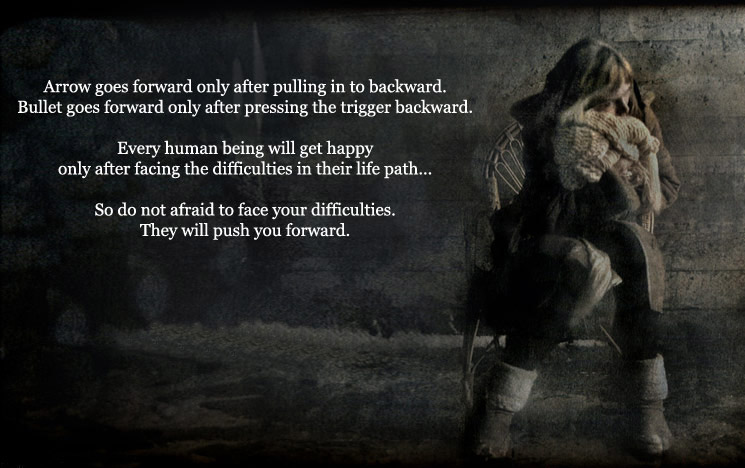 Arrow goes forward only after pulling in to backward.
Bullet goes forward only after pressing the trigger backward.
Every human being will get happy
only after facing the difficulties in their life path...
So do not afraid to face your difficulties.
They will push you forward.